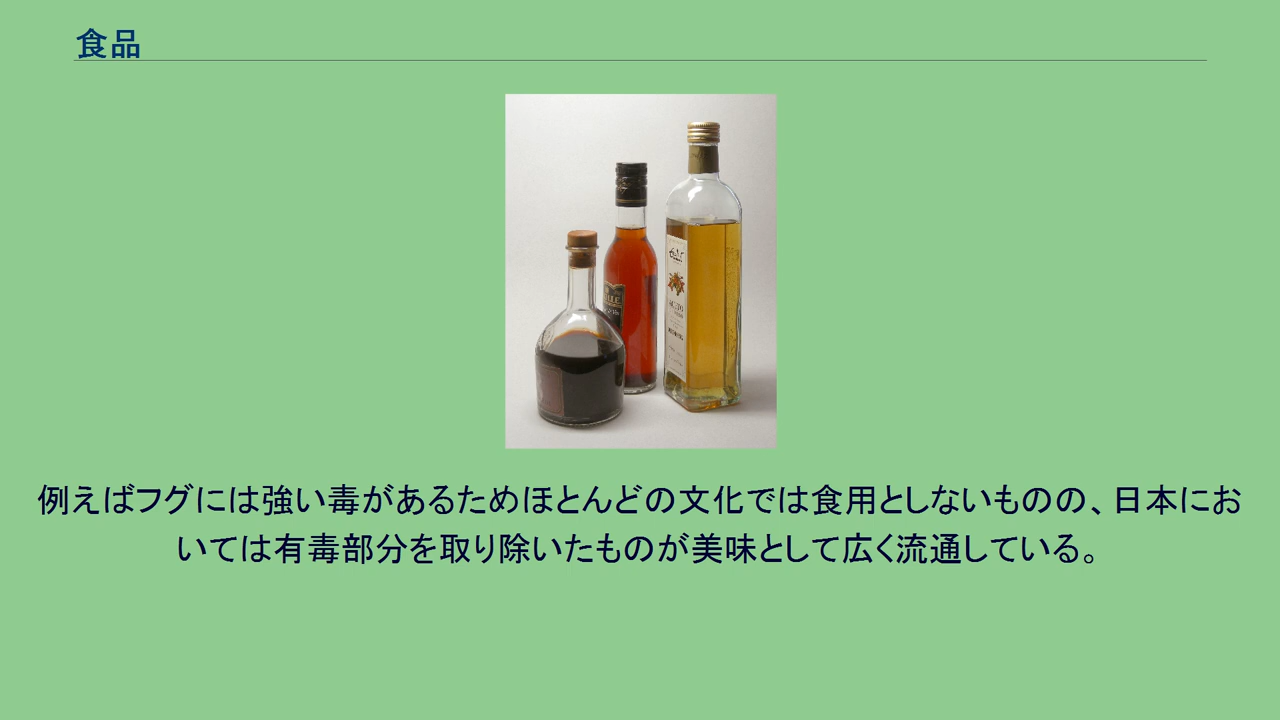 食品
例えばフグには強い毒があるためほとんどの文化では食用としないものの、日本にお
いては有毒部分を取り除いたものが美味として広く流通している。